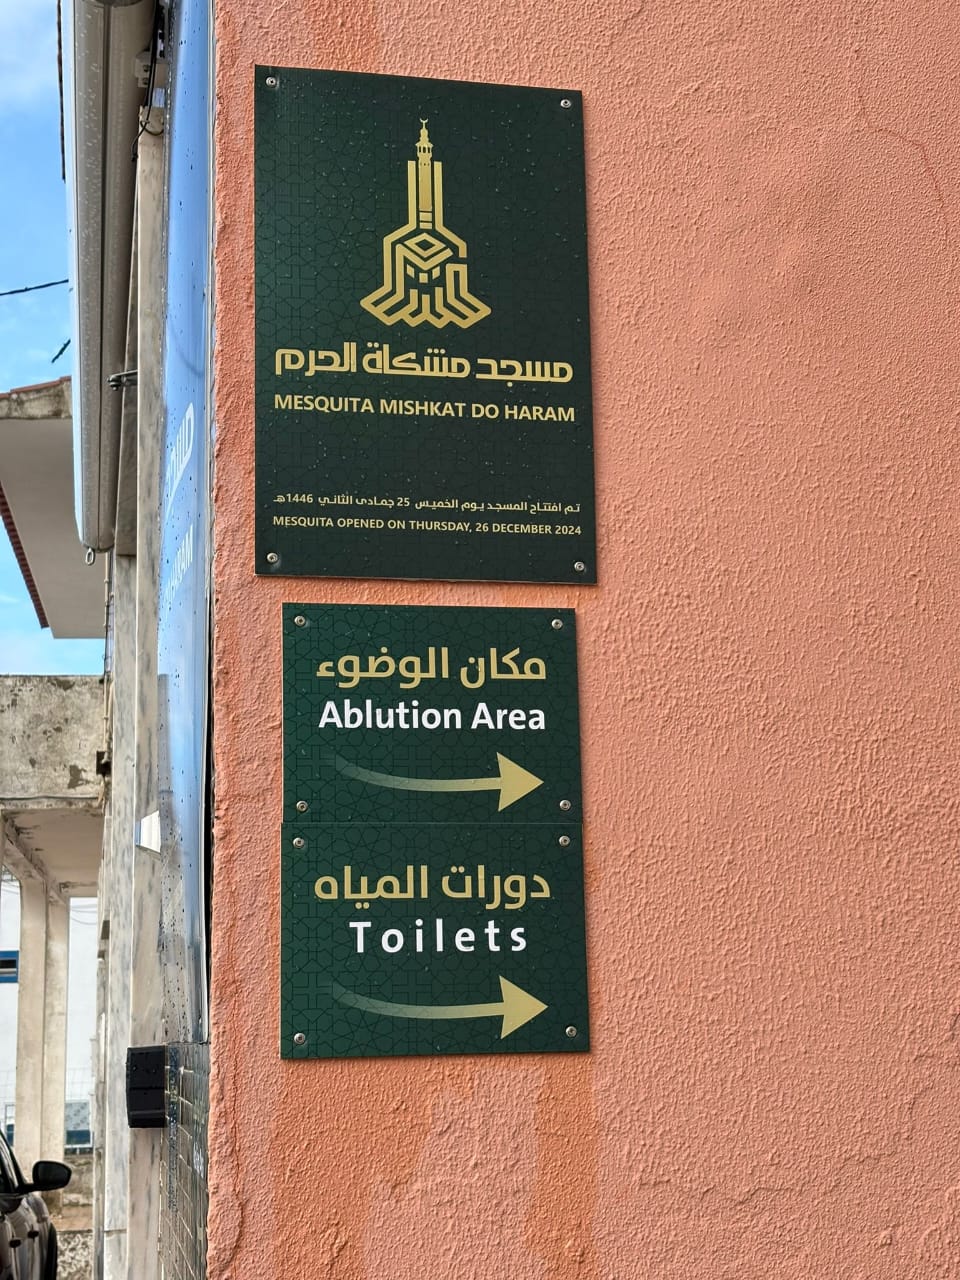 مسجد مشكاة الحرم
MESQUITA MISHKAT DO HARAM
تم افتتاح المسجد يوم الخميس 25 جمادى الثاني 1446هـ
MESQUITA OPENED ON THURSDAY, 26 DECEMBER 2024
مكان الوضوء
Ablution Area
دورات المياه
Toilets